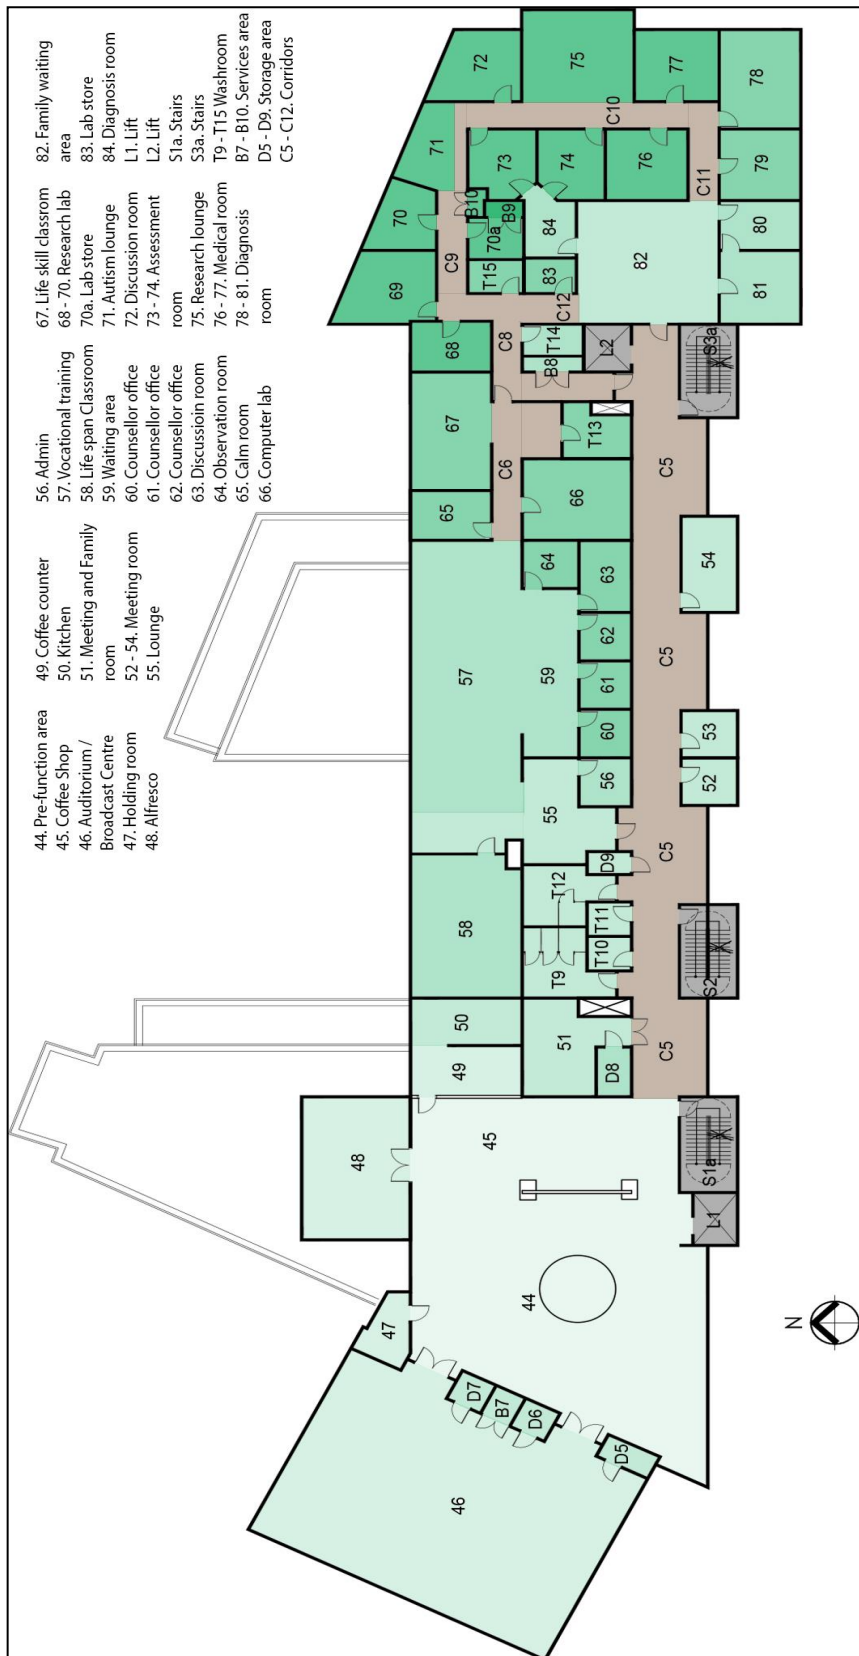 44. Pre-function area
45. Coffee Shop
46. Auditorium /
Broadcast Centre
47. Holding room
48. Alfresco
49. Coffee counter
50. Kitchen
51. Meeting and Family
room
52 - 54. Meeting room
55. Lounge
56. Admin
57. Vocational training
58. Life span Classroom
59. Waiting area
60. Counsellor office
61. Counsellor office
62. Counsellor office
63. Discussioin room
64. Observation room
65. Calm room
66. Computer lab
67. Life skill classrom
68 - 70. Research lab
70a. Lab store
71. Autism lounge
72. Discussion room
73 - 74. Assessment
room
75. Research lounge
76 - 77. Medical room
78 - 81. Diagnosis
room
82. Family waiting
area
83. Lab store
84. Diagnosis room
L1. Lift
L2. Lift
S1a. Stairs
S3a. Stairs
T9 - T15 Washroom
B7 - B10. Services area
D5 - D9. Storage area
C5 - C12. Corridors
46
47
D7
B7
D6
D5
44
48
45
L1
S1a
49
50
51
D8
C5
58
T9
T10
T11
T12
D9
S2
C5
55
56
52
53
57
59
60
61
62
63
64
C5
54
65
C6
66
67
T13
C5
68
C8
B8
T14
L2
S3a
69
C9
T15
83
C12
70
70a
B10
B9
84
82
81
80
71
73
74
76
C11
79
72
C10
75
77
78
N